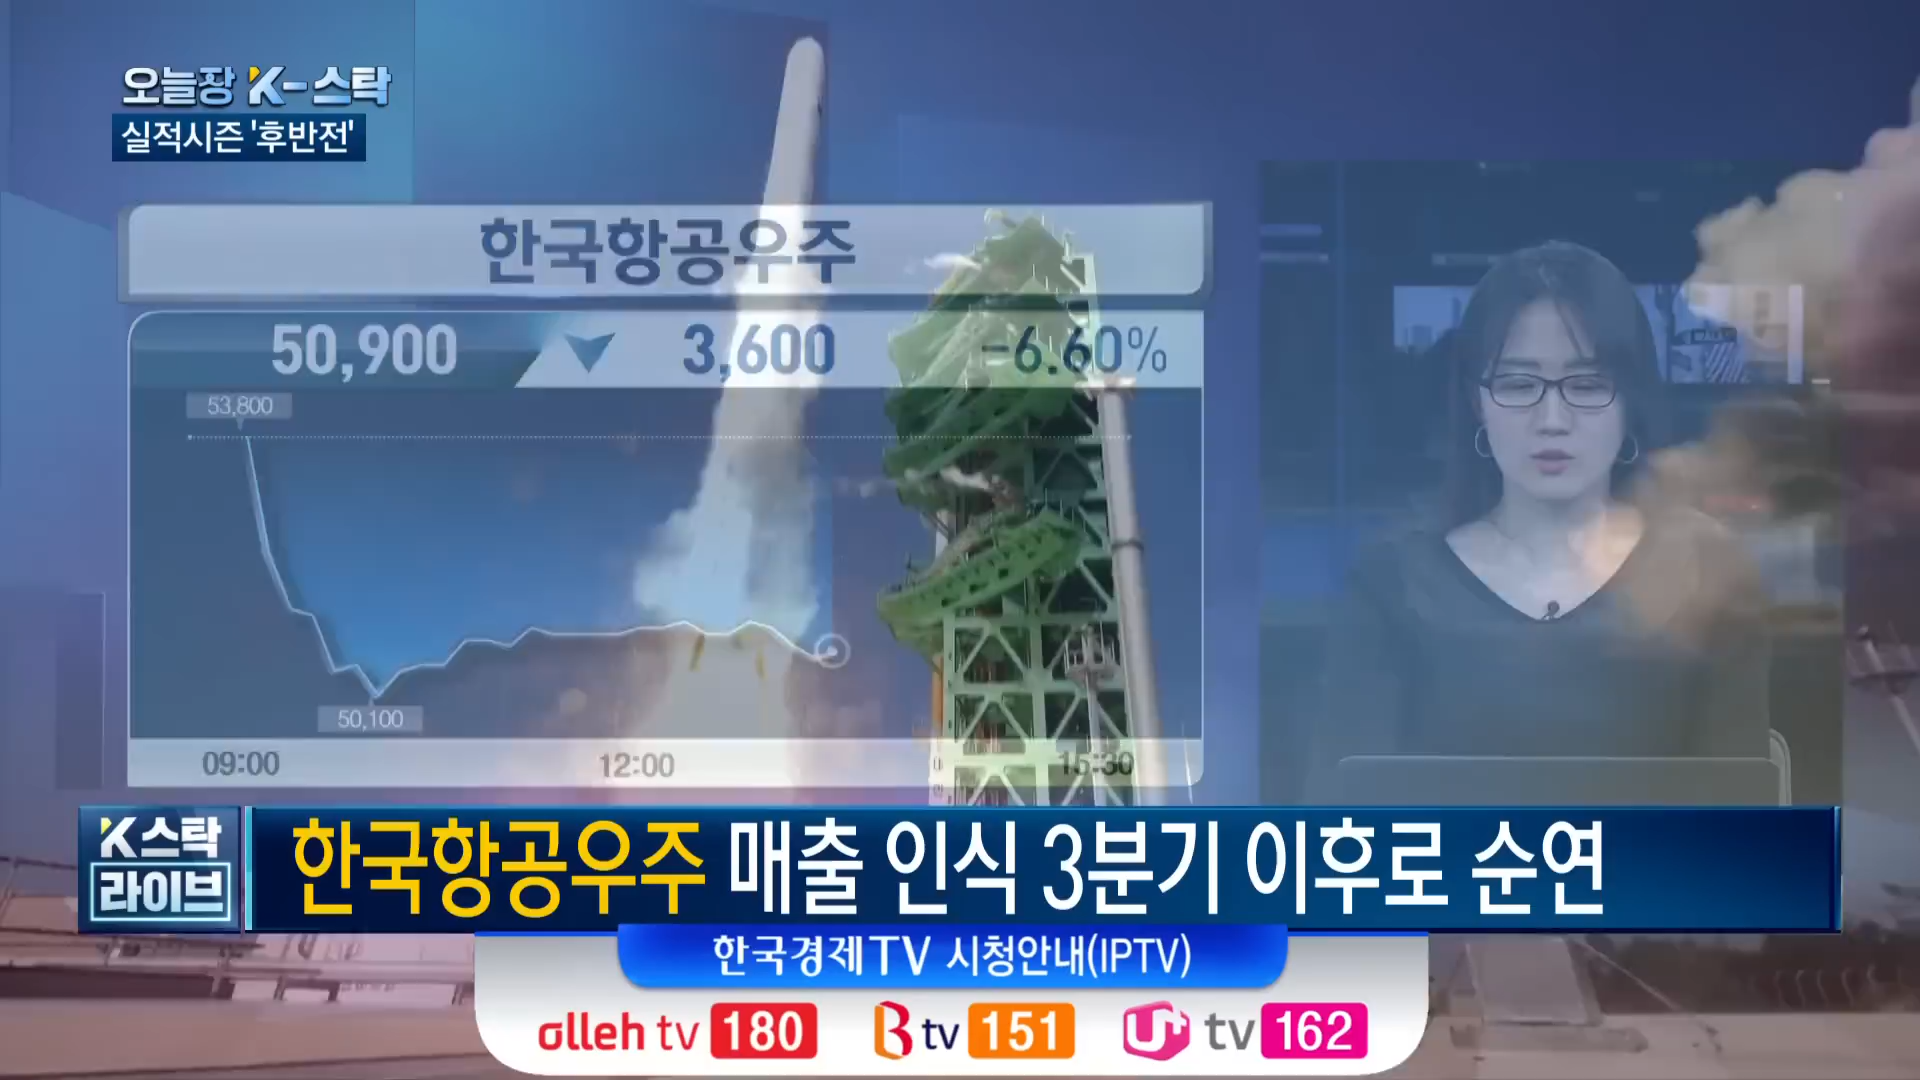 오늘장 K-스탁
실적시즌 '후반전'
한국항공우주
50,900 ▼ 3,600 -6.60%
53,800
50,100
09:00 12:00 15:30
K스탁
라이브
한국항공우주 매출 인식 3분기 이후로 순연
한국경제TV 시청안내(IPTV)
olleh tv 180 B tv 151 U+ tv 162